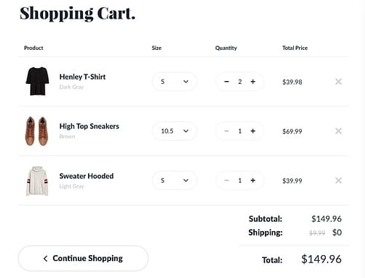 Shopping Cart.
Product Size Quantity Total Price
Henley T-Shirt
Dark Gray
S − 2 + $39.98 ×
High Top Sneakers
Brown
10.5 − 1 + $69.99 ×
Sweater Hooded
Light Gray
S − 1 + $39.99 ×
Subtotal: $149.96
Shipping: $9.99 $0
< Continue Shopping
Total: $149.96